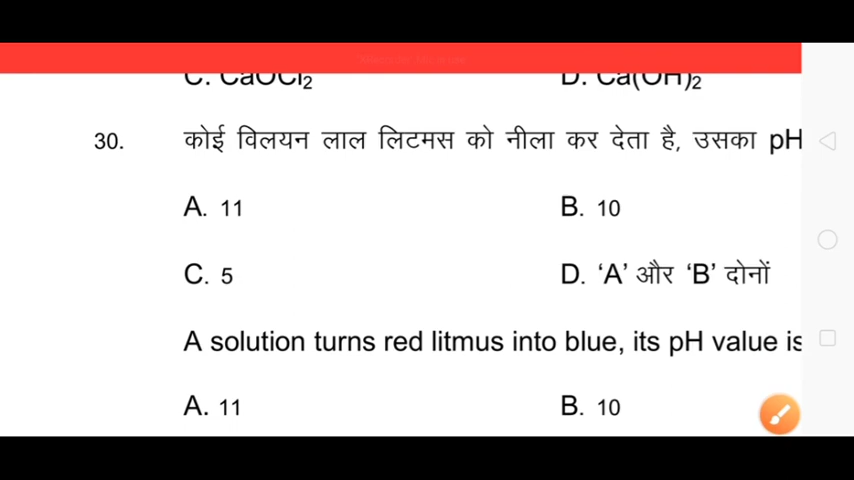 C. CaOCl₂ D. Ca(OH)₂
30. कोई विलयन लाल लिटमस को नीला कर देता है, उसका pH
A. 11 B. 10
C. 5 D. ‘A’ और ‘B’ दोनों
A solution turns red litmus into blue, its pH value is
A. 11 B. 10